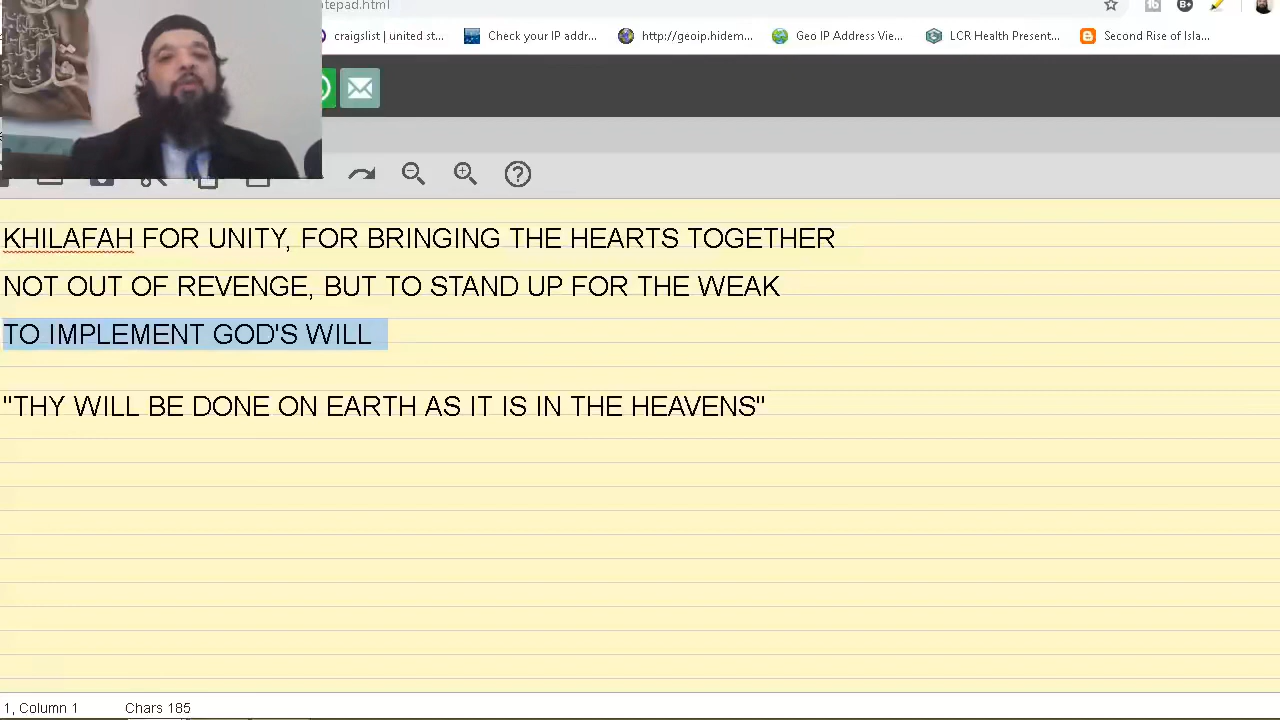 otepad.html
craigslist | united st...
Check your IP addr...
http://geoip.hidem...
Geo IP Address Vie...
LCR Health Present...
Second Rise of Isla...
KHILAFAH FOR UNITY, FOR BRINGING THE HEARTS TOGETHER
NOT OUT OF REVENGE, BUT TO STAND UP FOR THE WEAK
TO IMPLEMENT GOD'S WILL
"THY WILL BE DONE ON EARTH AS IT IS IN THE HEAVENS"
1, Column 1
Chars 185